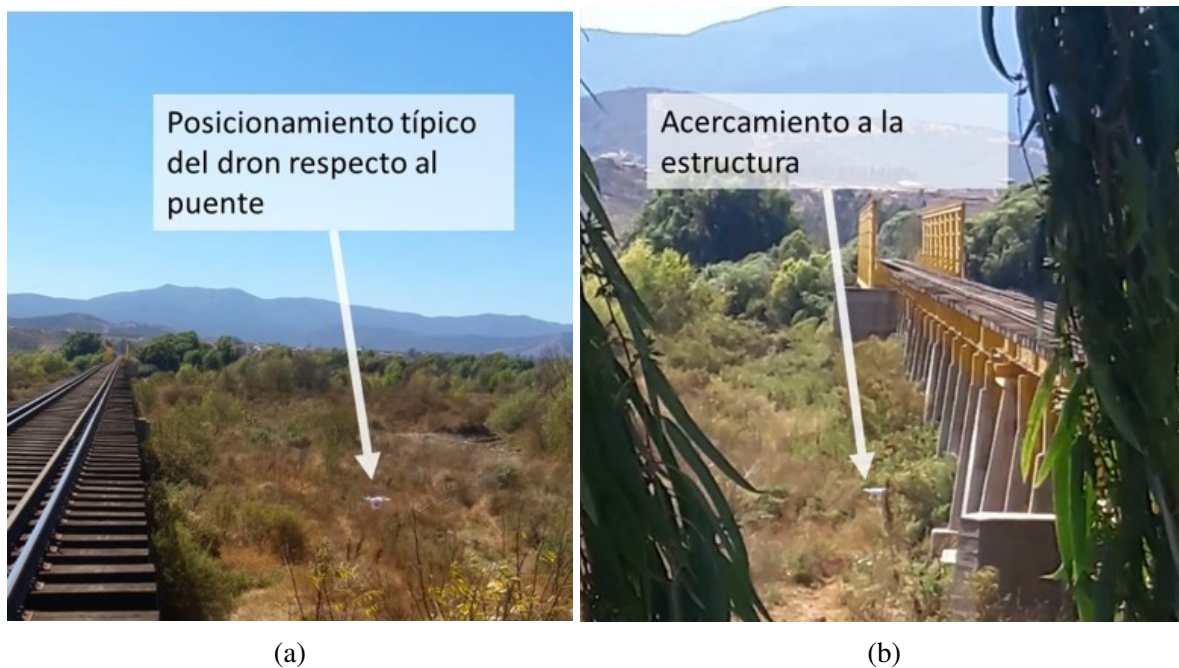 Posicionamiento típico
del dron respecto al
puente
Acercamiento a la
estructura
(a)
(b)